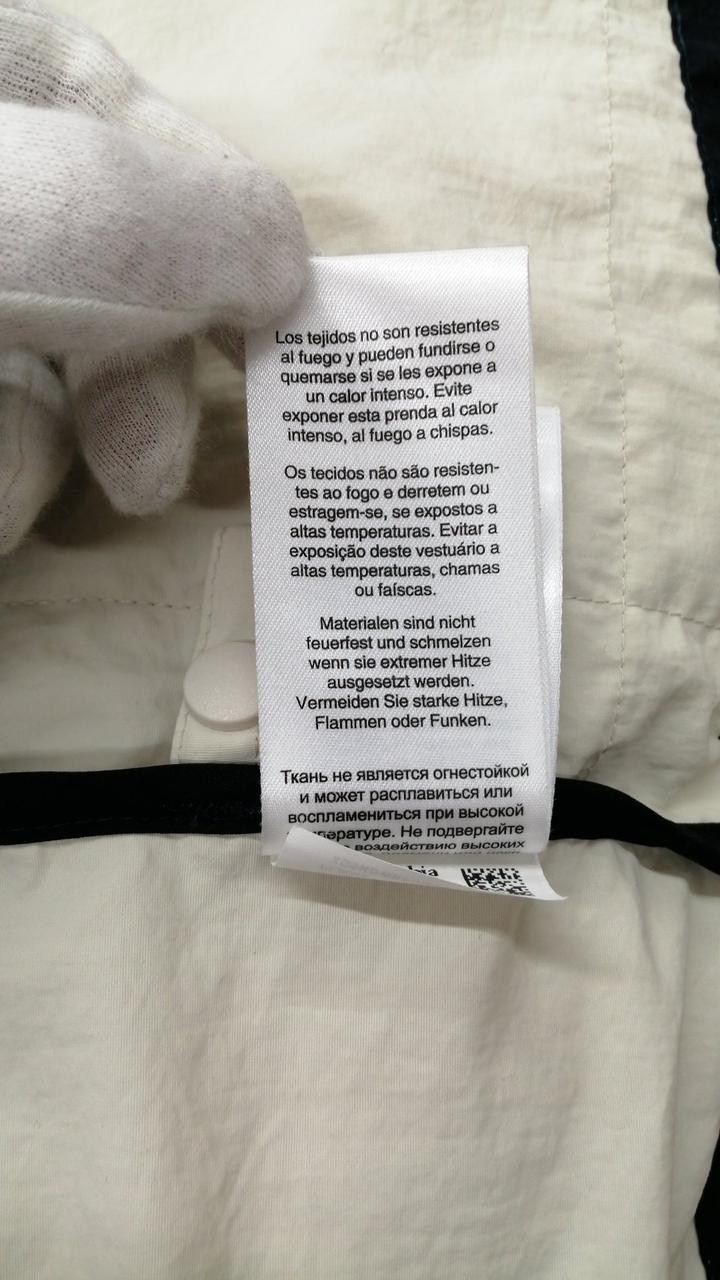 Los tejidos no son resistentes
al fuego y pueden fundirse o
quemarse si se les expone a
un calor intenso. Evite
exponer esta prenda al calor
intenso, al fuego a chispas.
Os tecidos não são resisten-
tes ao fogo e derretem ou
estragem-se, se expostos a
altas temperaturas. Evitar a
exposição deste vestuário a
altas temperaturas, chamas
ou faíscas.
Materialen sind nicht
feuerfest und schmelzen
wenn sie extremer Hitze
ausgesetzt werden.
Vermeiden Sie starke Hitze,
Flammen oder Funken.
Ткань не является огнестойкой
и может расплавиться или
воспламениться при высокой
температуре. Не подвергайте
воздействию высоких